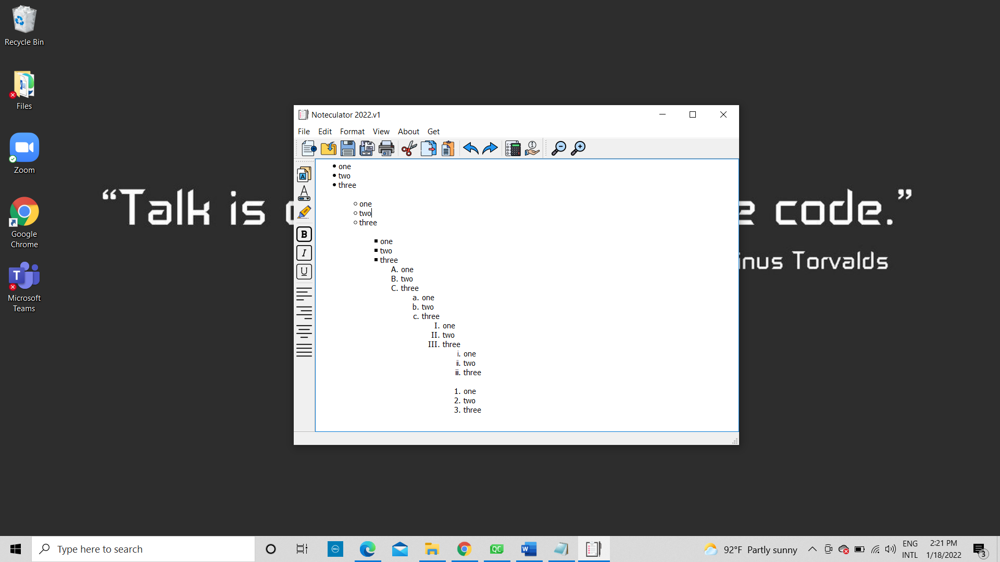 Recycle Bin
Files
Zoom
Google
Chrome
Microsoft
Teams
“Talk is
e code.”
inus Torvalds
Noteculator 2022.v1
File Edit Format View About Get
B
I
U
• one
• two
• three
○ one
○ two
○ three
▪ one
▪ two
▪ three
A. one
B. two
C. three
a. one
b. two
c. three
I. one
II. two
III. three
i. one
ii. two
iii. three
1. one
2. two
3. three
Type here to search
DELL
QC
W
92°F Partly sunny
ENG
INTL
2:21 PM
1/18/2022
3